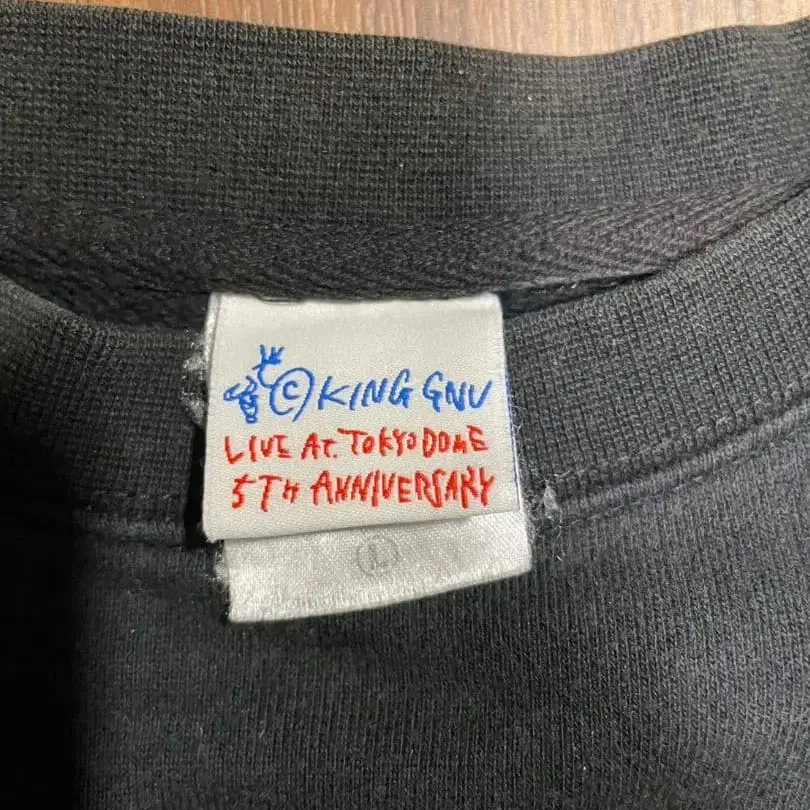 © KING GNU
LIVE AT. TOKYO DOME
5TH ANNIVERSARY
L